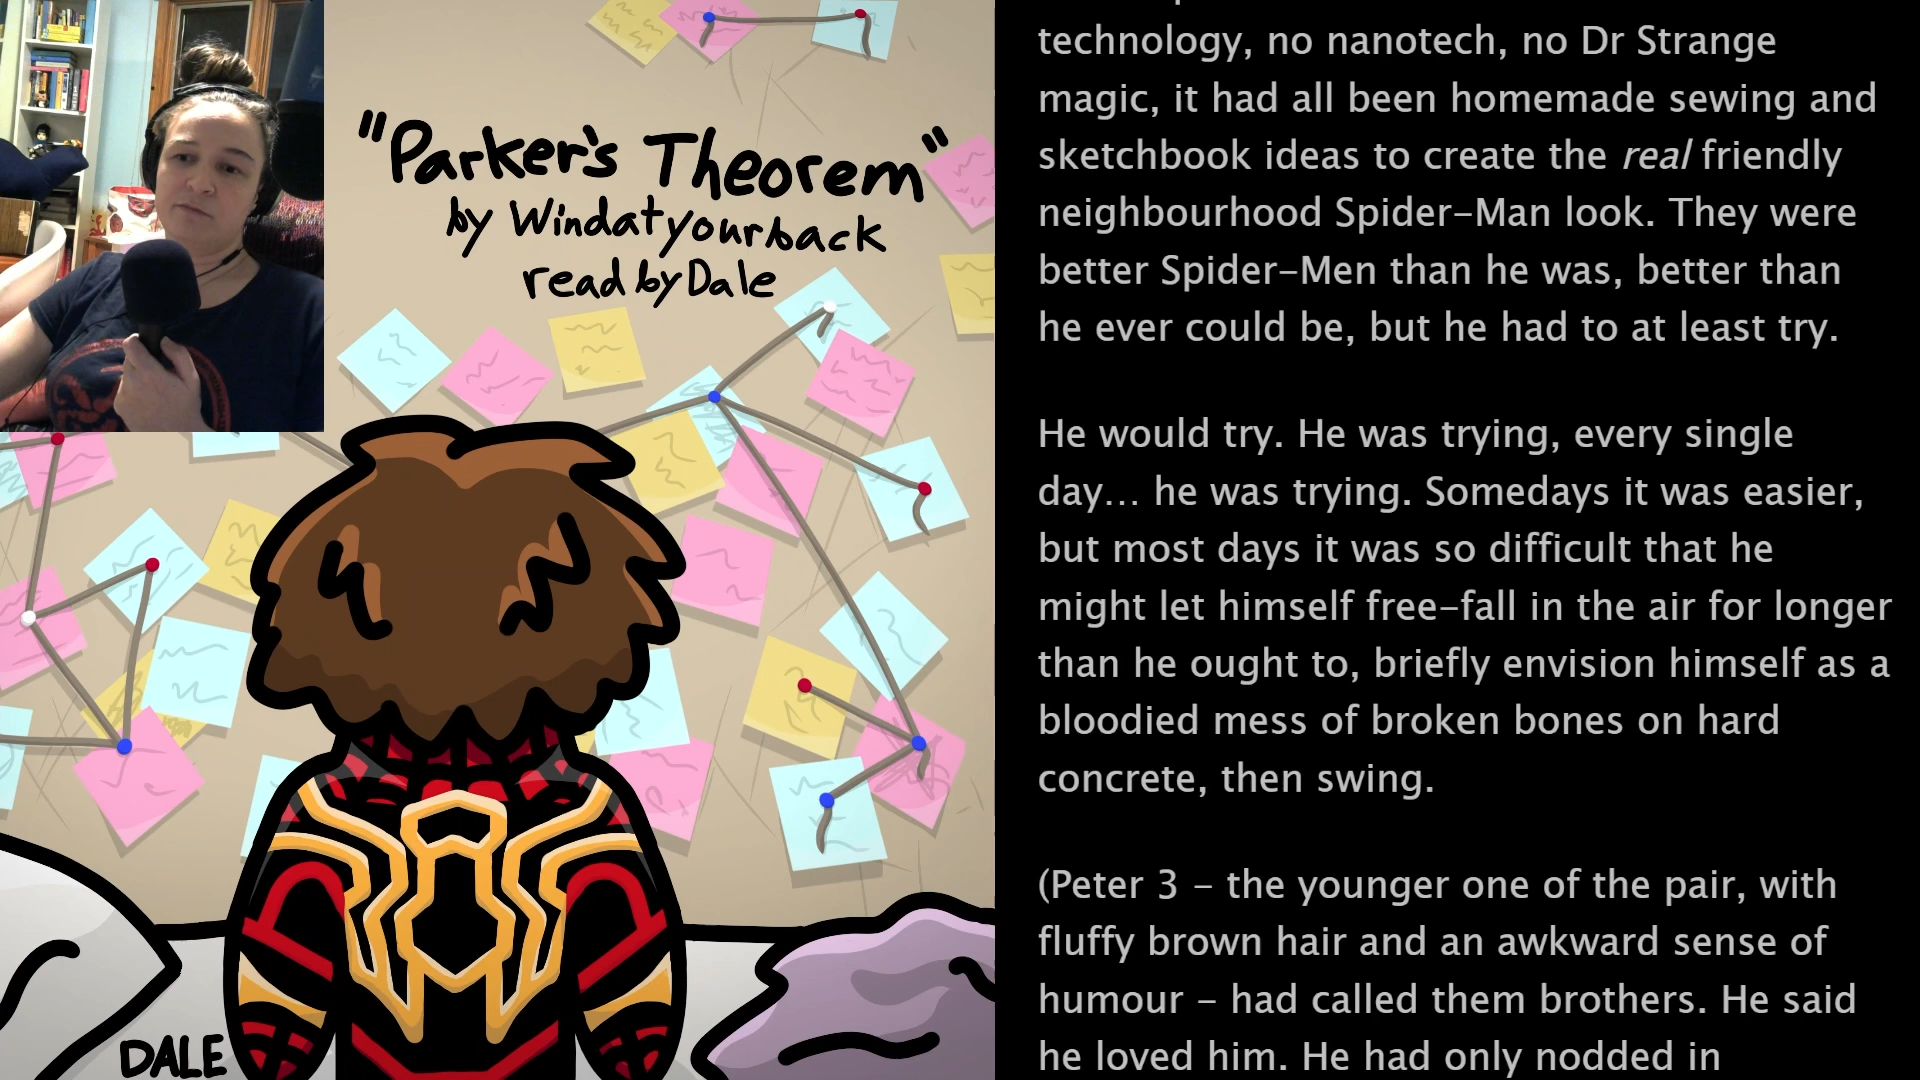 "Parker's Theorem"
by Windatyourback
read by Dale
DALE
technology, no nanotech, no Dr Strange
magic, it had all been homemade sewing and
sketchbook ideas to create the real friendly
neighbourhood Spider-Man look. They were
better Spider-Men than he was, better than
he ever could be, but he had to at least try.
He would try. He was trying, every single
day... he was trying. Somedays it was easier,
but most days it was so difficult that he
might let himself free-fall in the air for longer
than he ought to, briefly envision himself as a
bloodied mess of broken bones on hard
concrete, then swing.
(Peter 3 - the younger one of the pair, with
fluffy brown hair and an awkward sense of
humour - had called them brothers. He said
he loved him. He had only nodded in